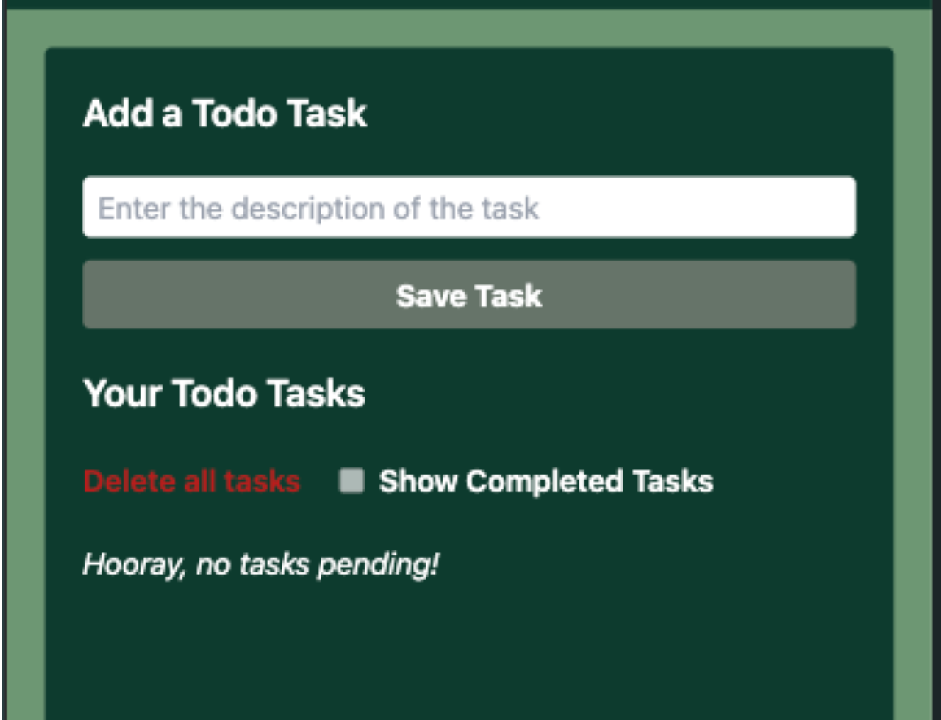 Add a Todo Task
Enter the description of the task
Save Task
Your Todo Tasks
Delete all tasks Show Completed Tasks
Hooray, no tasks pending!